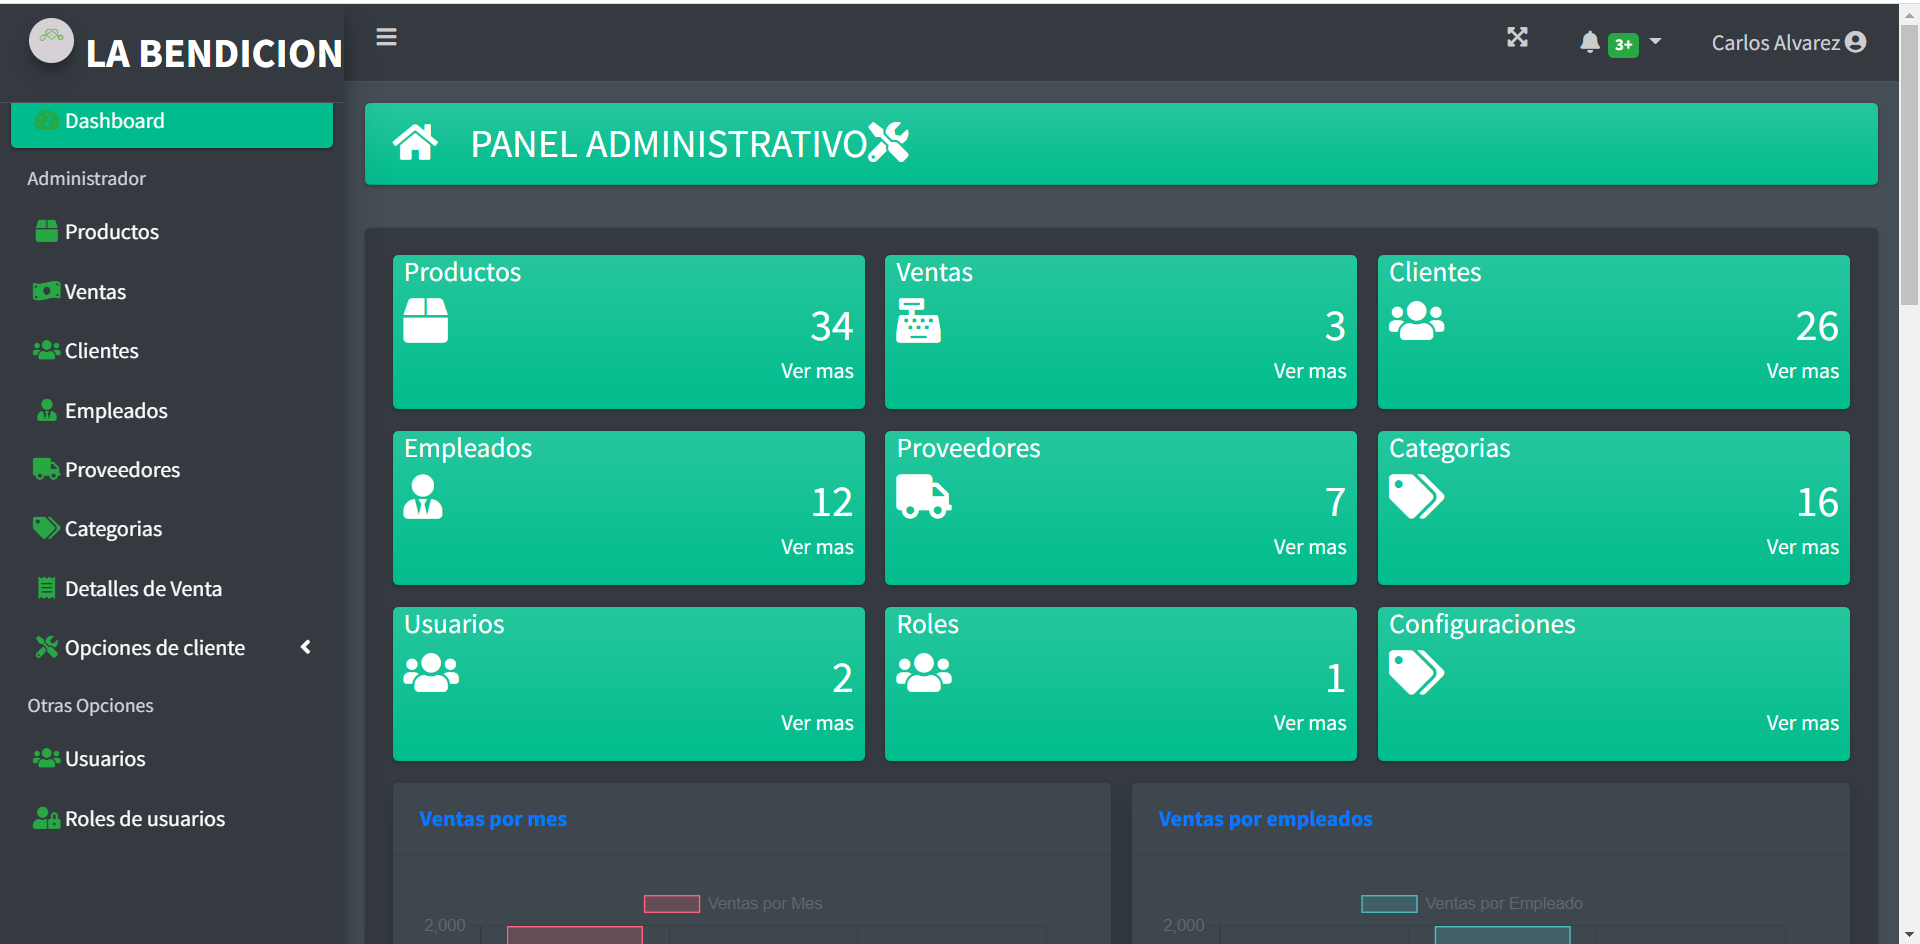 LA BENDICION
3+
Carlos Alvarez
Dashboard
Administrador
Productos
Ventas
Clientes
Empleados
Proveedores
Categorias
Detalles de Venta
Opciones de cliente
Otras Opciones
Usuarios
Roles de usuarios
PANEL ADMINISTRATIVO
Productos
34
Ver mas
Ventas
3
Ver mas
Clientes
26
Ver mas
Empleados
12
Ver mas
Proveedores
7
Ver mas
Categorias
16
Ver mas
Usuarios
2
Ver mas
Roles
1
Ver mas
Configuraciones
Ver mas
Ventas por mes
Ventas por Mes
2,000
Ventas por empleados
Ventas por Empleado
2,000